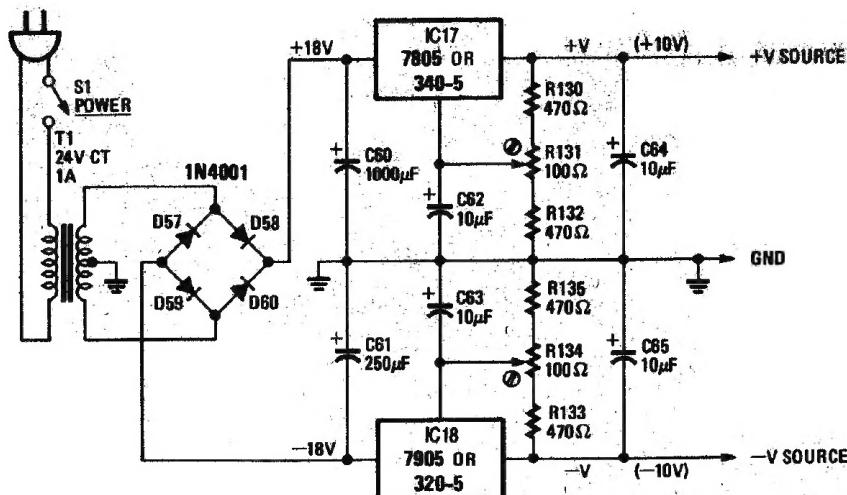 S1
POWER
T1
24V CT
1A
1N4001
D57
D58
D59
D60
+18V
-18V
+
C60
1000µF
+
C61
250µF
IC17
7805 OR
340-5
+
C62
10µF
+
C63
10µF
IC18
7905 OR
320-5
R130
470Ω
R131
100Ω
R132
470Ω
R135
470Ω
R134
100Ω
R133
470Ω
+V
(+10V)
+V SOURCE
+
C64
10µF
GND
+
C65
10µF
-V
(-10V)
-V SOURCE